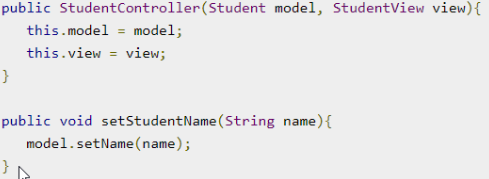 public StudentController(Student model, StudentView view){
this.model = model;
this.view = view;
}
public void setStudentName(String name){
model.setName(name);
}